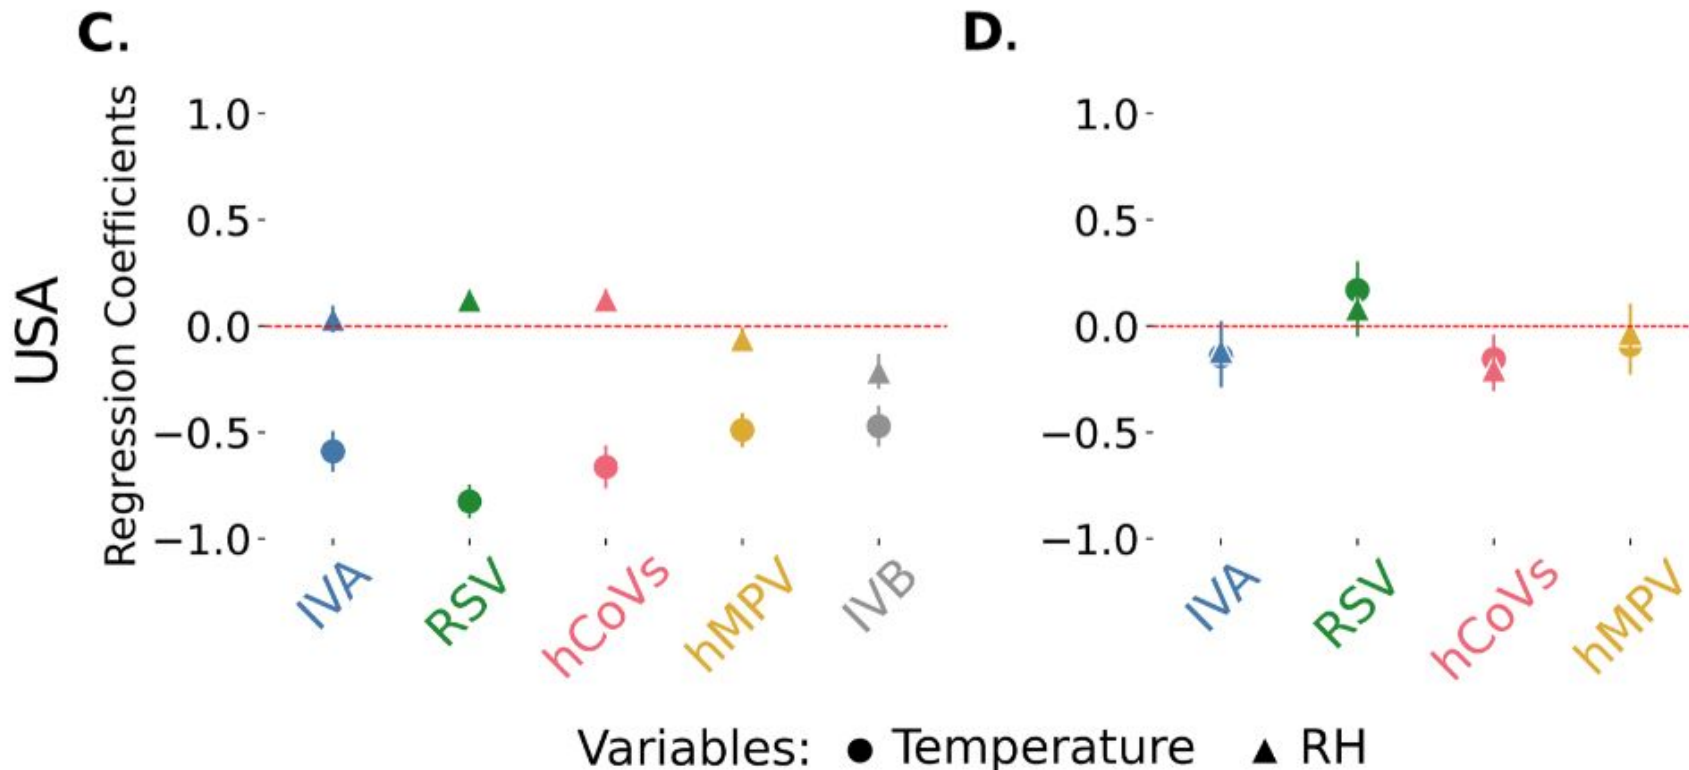 C.
D.
USA
Regression Coefficients
1.0
0.5
0.0
−0.5
−1.0
IVA
RSV
hCoVs
hMPV
IVB
1.0
0.5
0.0
−0.5
−1.0
IVA
RSV
hCoVs
hMPV
Variables: Temperature RH